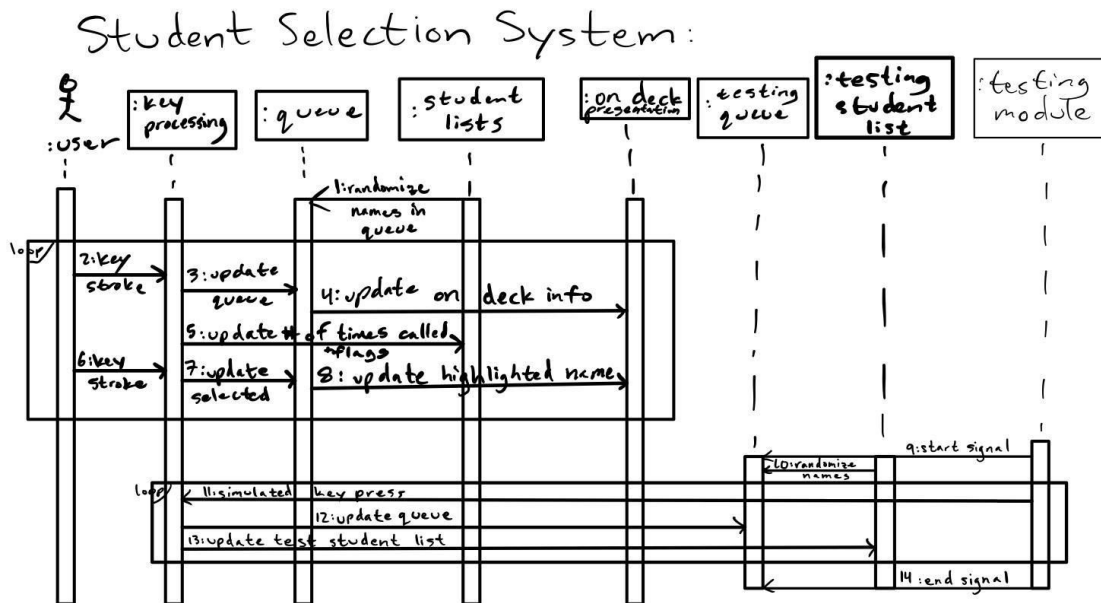 Student Selection System:
:user
:key
processing
:queue
:student
lists
:on deck
presentation
:testing
queue
:testing
student
list
:testing
module
1:randomize
names in
queue
loop
2:key
stroke
3:update
queue
4:update on deck info
5:update # of times called
+flags
6:key
stroke
7:update
selected
8:update highlighted name
9:start signal
10:randomize
names
loop
11:simulated key press
12:update queue
13:update test student list
14:end signal